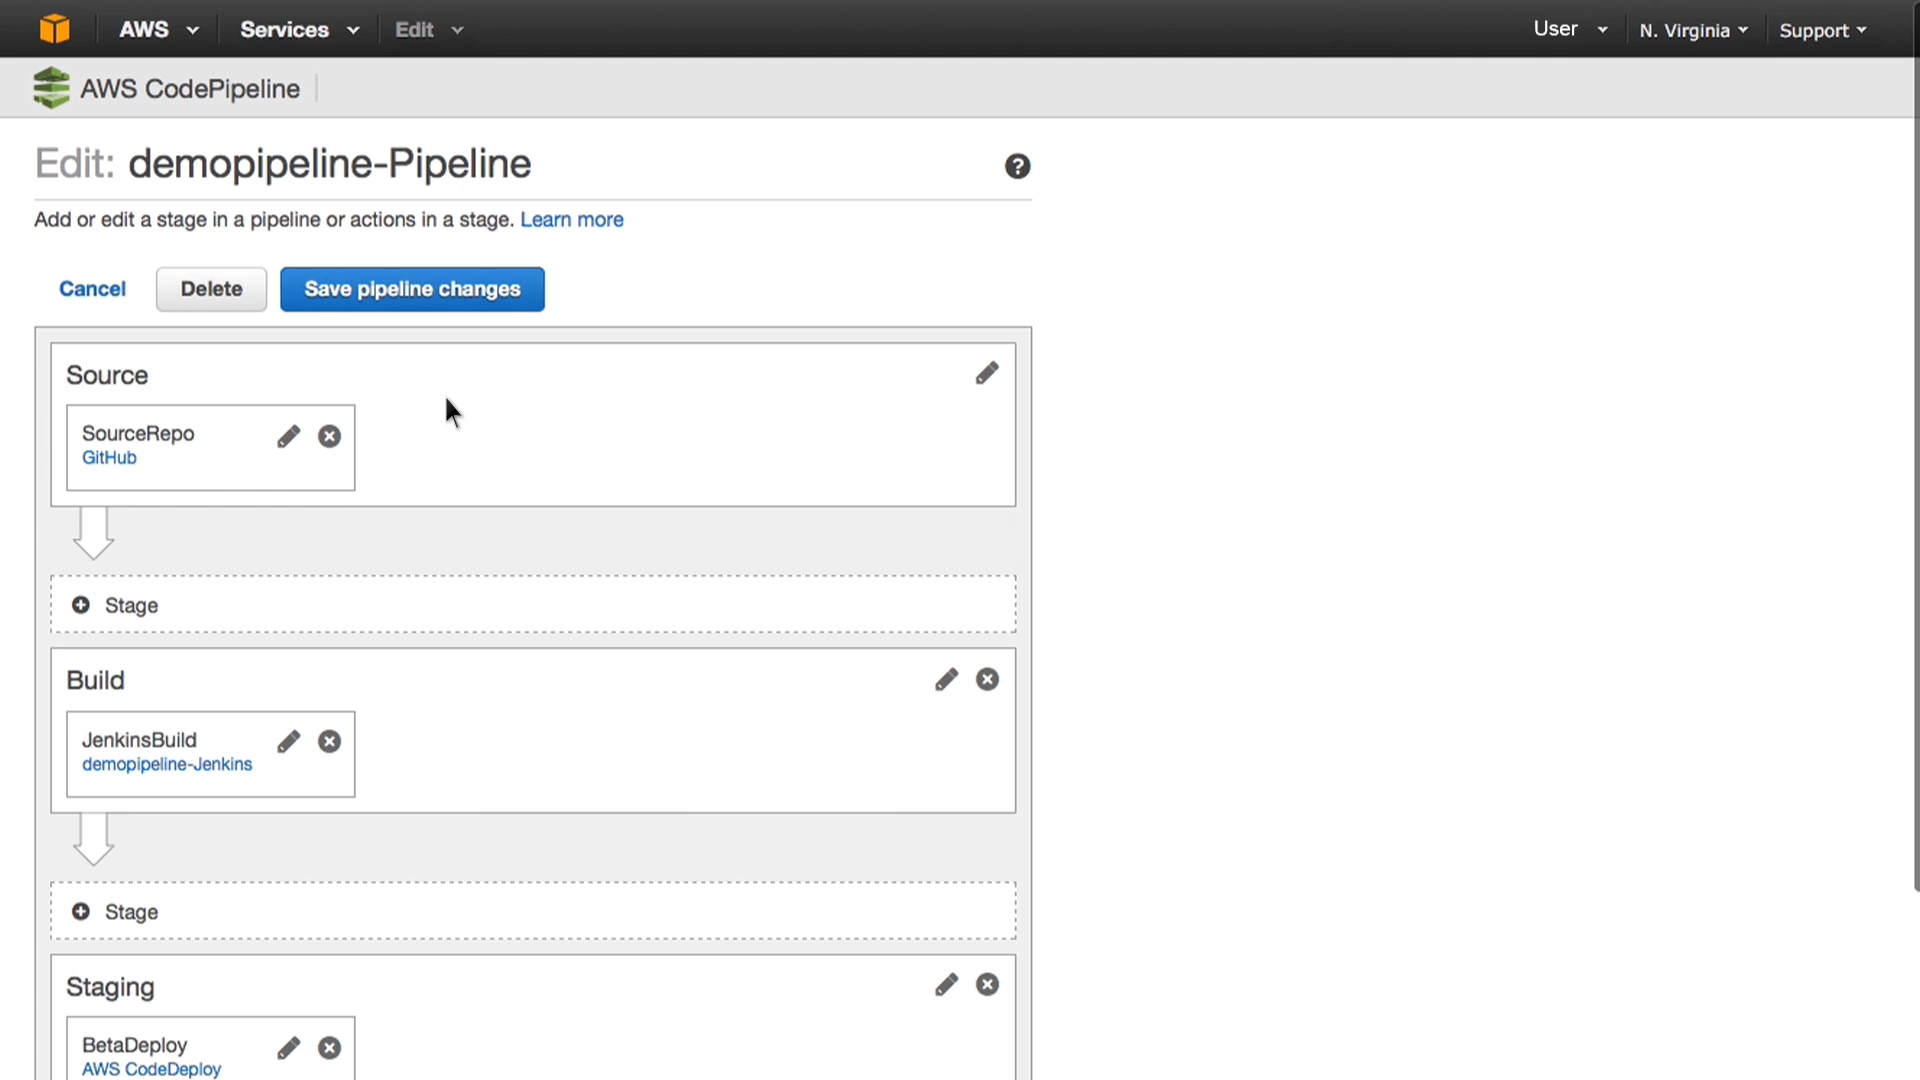 AWS Services Edit User N. Virginia Support
AWS CodePipeline
Edit: demopipeline-Pipeline
Add or edit a stage in a pipeline or actions in a stage. Learn more
Cancel Delete Save pipeline changes
Source
SourceRepo
GitHub
Stage
Build
JenkinsBuild
demopipeline-Jenkins
Stage
Staging
BetaDeploy
AWS CodeDeploy